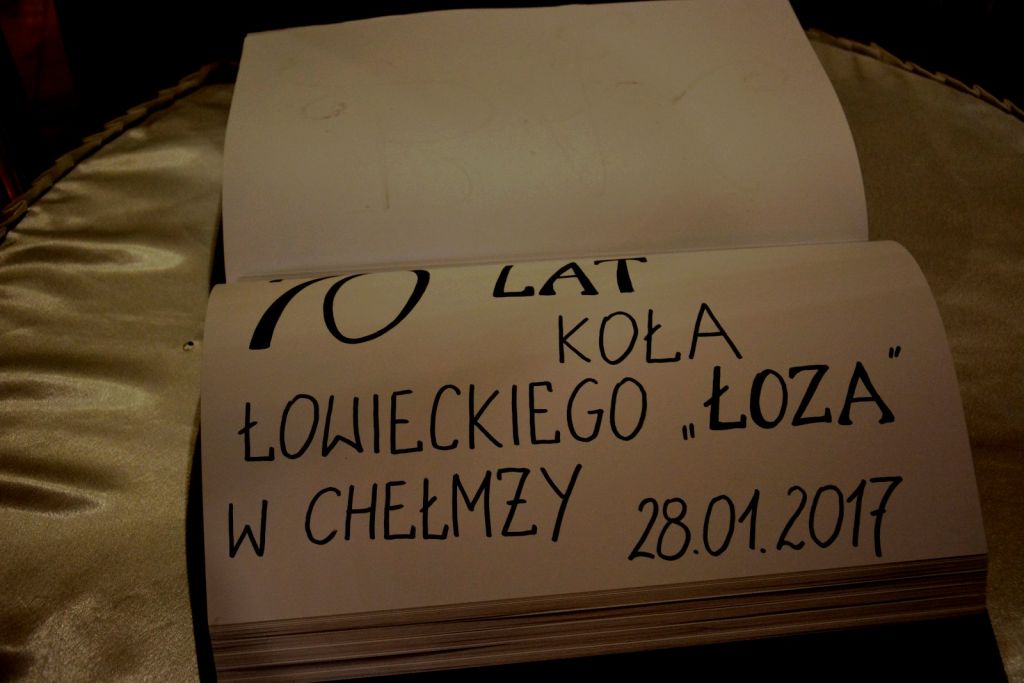 70 LAT
KOŁA
ŁOWIECKIEGO „ŁOZA”
W CHEŁMŻY 28.01.2017